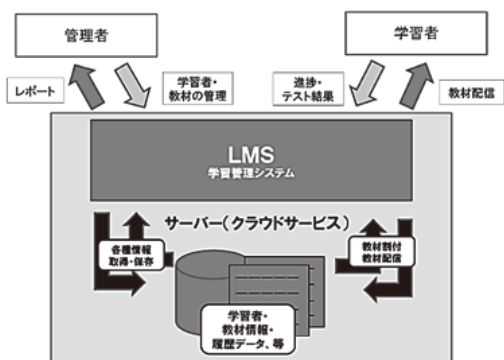 管理者
学習者
レポート
学習者・
教材の管理
進捗・
テスト結果
教材配信
LMS
学習管理システム
サーバー(クラウドサービス)
各種情報
取得・保存
教材割付
教材配信
学習者・
教材情報・
履歴データ、等